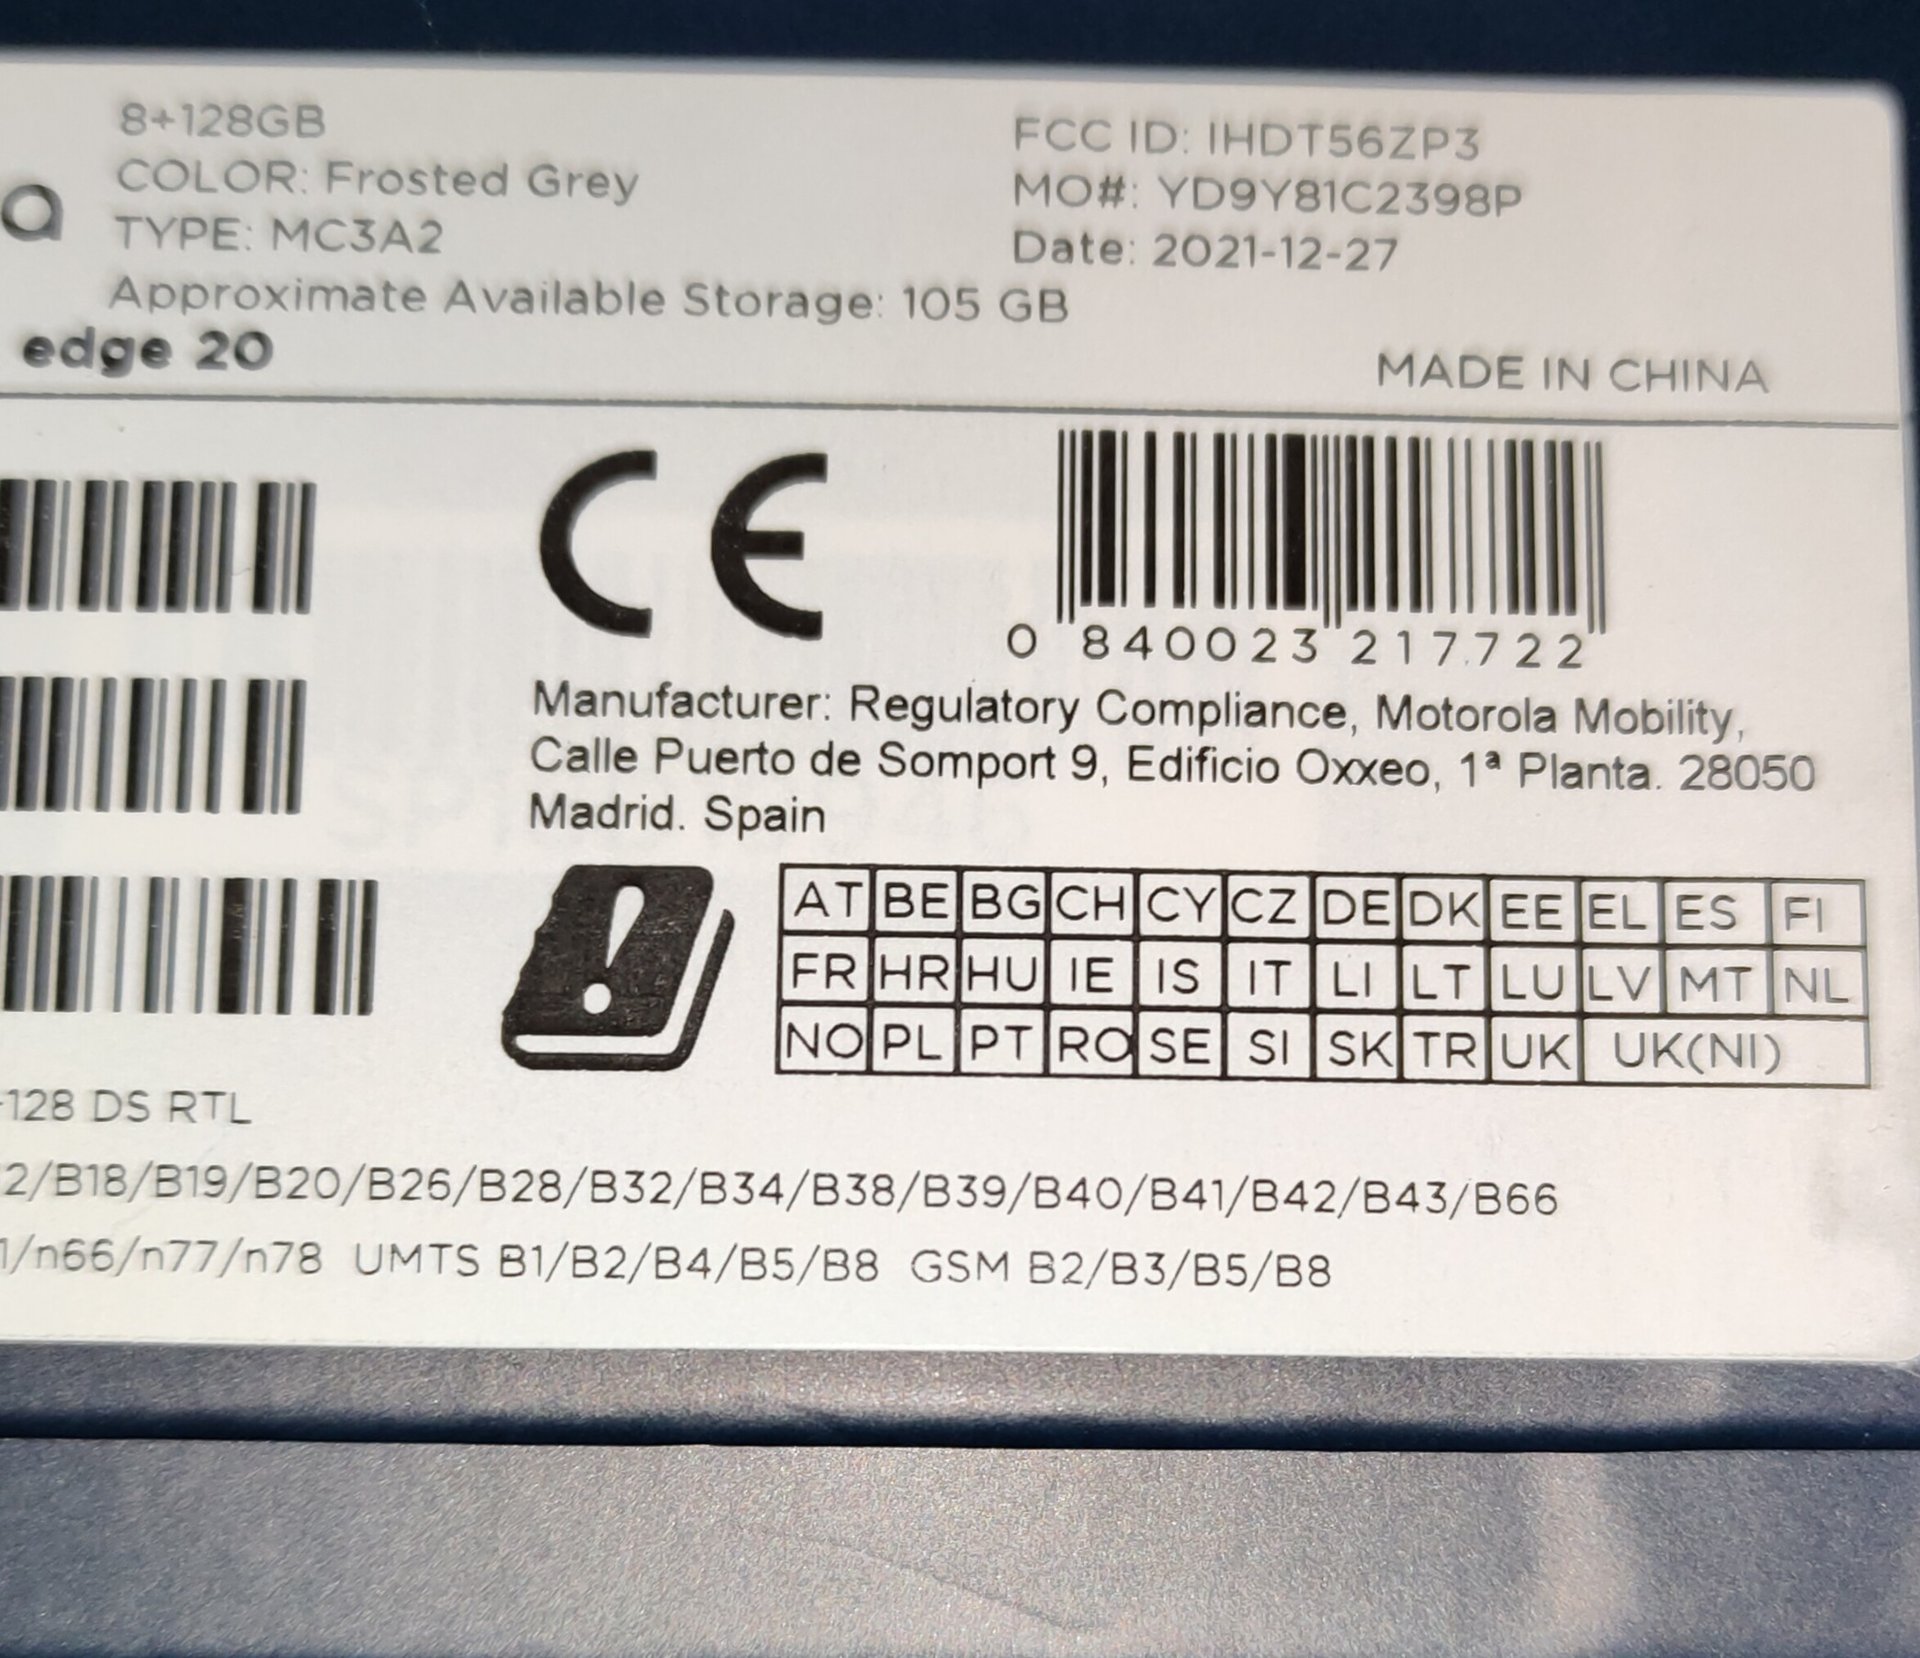 8+128GB
COLOR: Frosted Grey
TYPE: MC3A2
Approximate Available Storage: 105 GB
edge 20
FCC ID: IHDT56ZP3
MO#: YD9Y81C2398P
Date: 2021-12-27
MADE IN CHINA
0 840023 217722
Manufacturer: Regulatory Compliance, Motorola Mobility,
Calle Puerto de Somport 9, Edificio Oxxeo, 1ª Planta. 28050
Madrid. Spain
AT BE BG CH CY CZ DE DK EE EL ES FI
FR HR HU IE IS IT LI LT LU LV MT NL
NO PL PT RO SE SI SK TR UK UK(NI)
-128 DS RTL
2/B18/B19/B20/B26/B28/B32/B34/B38/B39/B40/B41/B42/B43/B66
1/n66/n77/n78 UMTS B1/B2/B4/B5/B8 GSM B2/B3/B5/B8